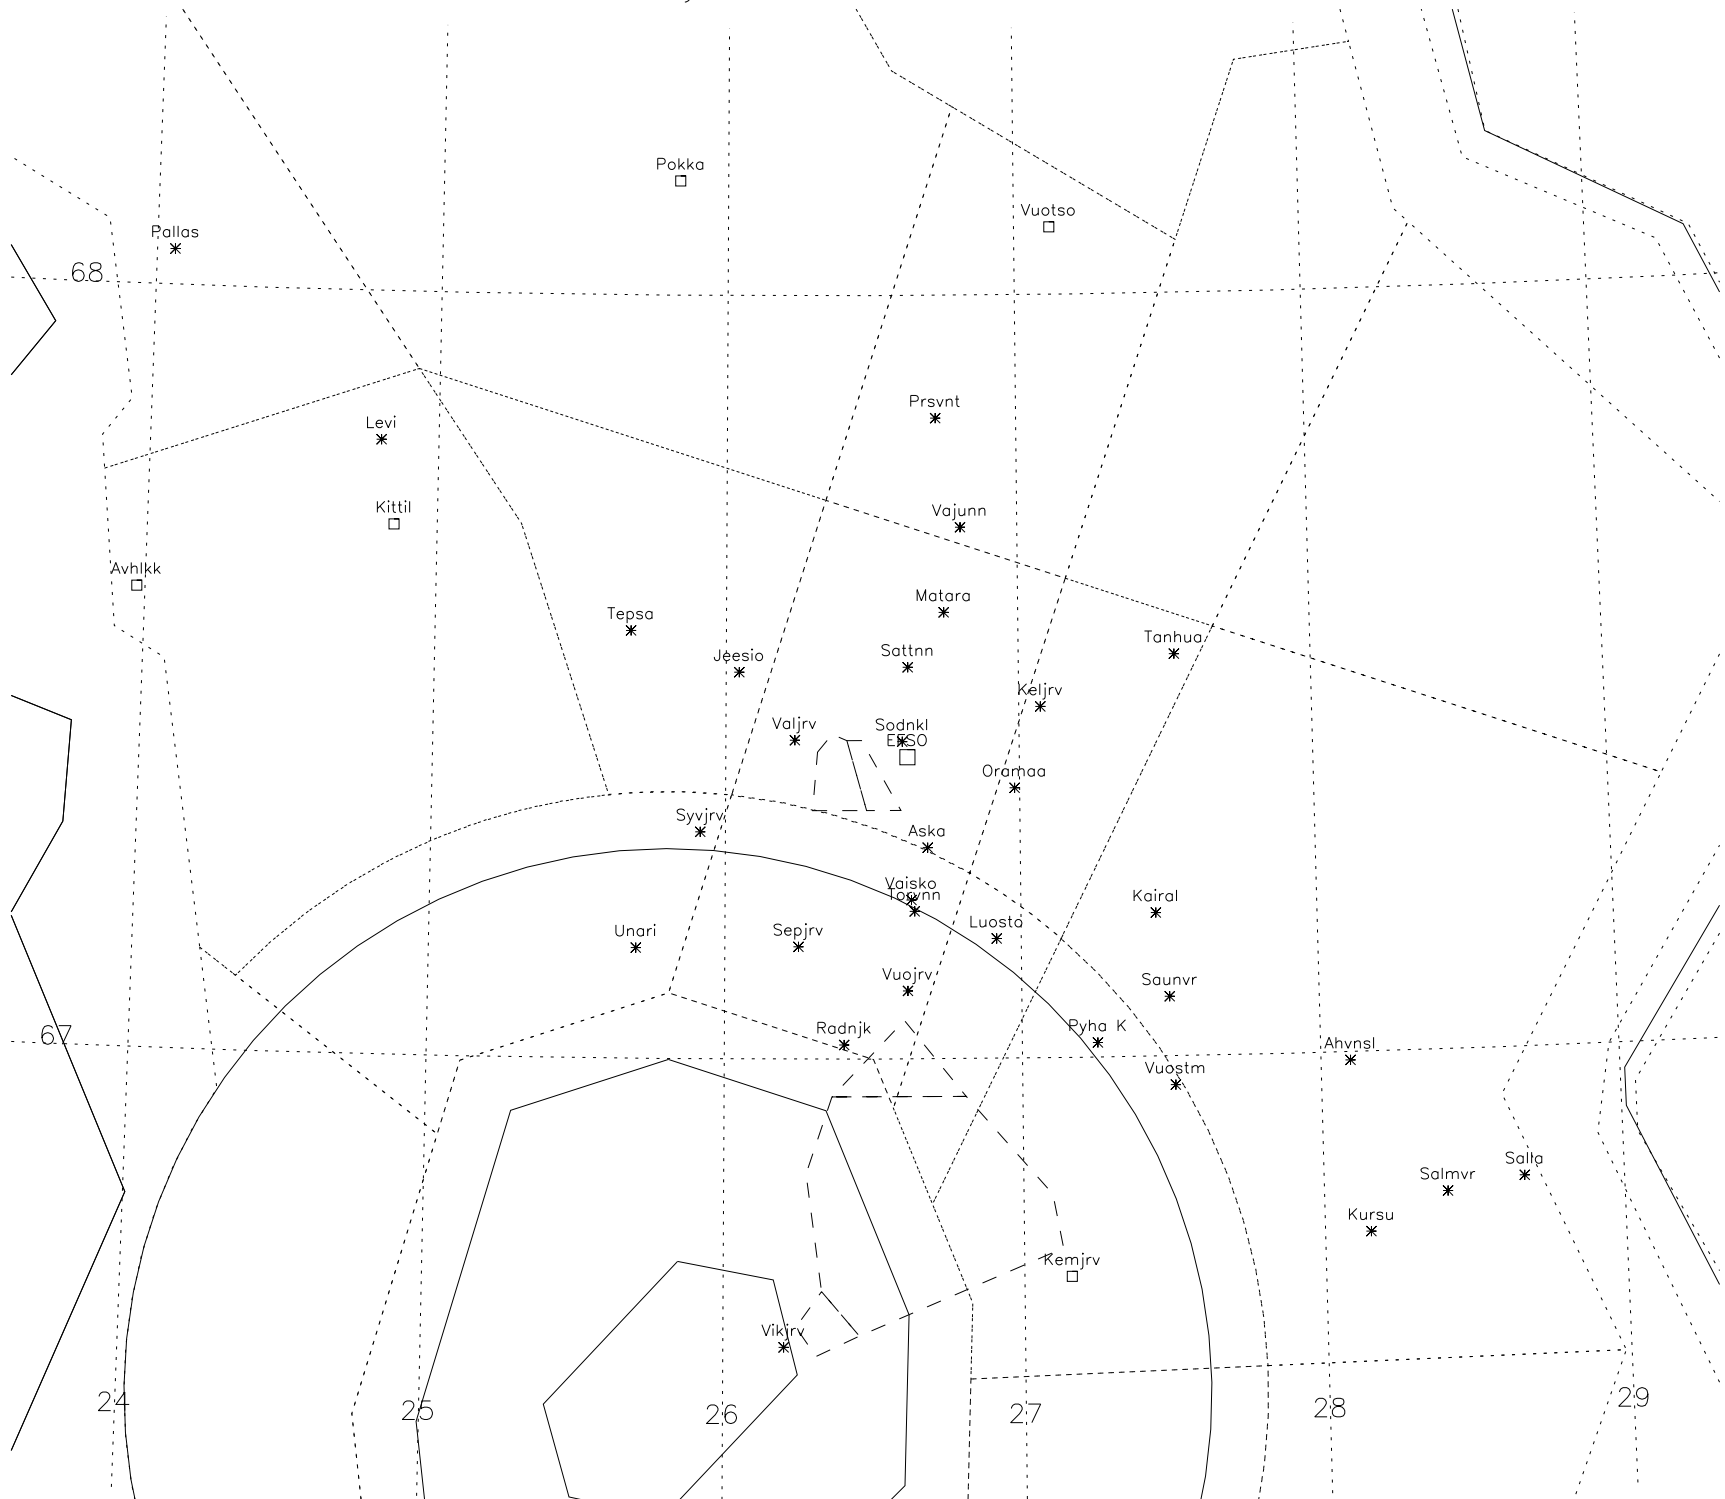 Pokka
Vuotso
Pallas
68
Prsvnt
Levi
Kittil
Vajunn
Avhlkk
Matara
Tepsa
Tanhua
Sattnn
Jeesio
Keljrv
Valjrv
Sodnkl
EFSO
Oramaa
Syvjrv
Aska
Vaisko
Torvnn
Kairal
Luosto
Unari
Sepjrv
Vuojrv
Saunvr
Radnjk
Pyha K
67
Ahvnsl
Vuostm
Salla
Salmvr
Kursu
Kemjrv
Vikjrv
24
25
26
27
28
29